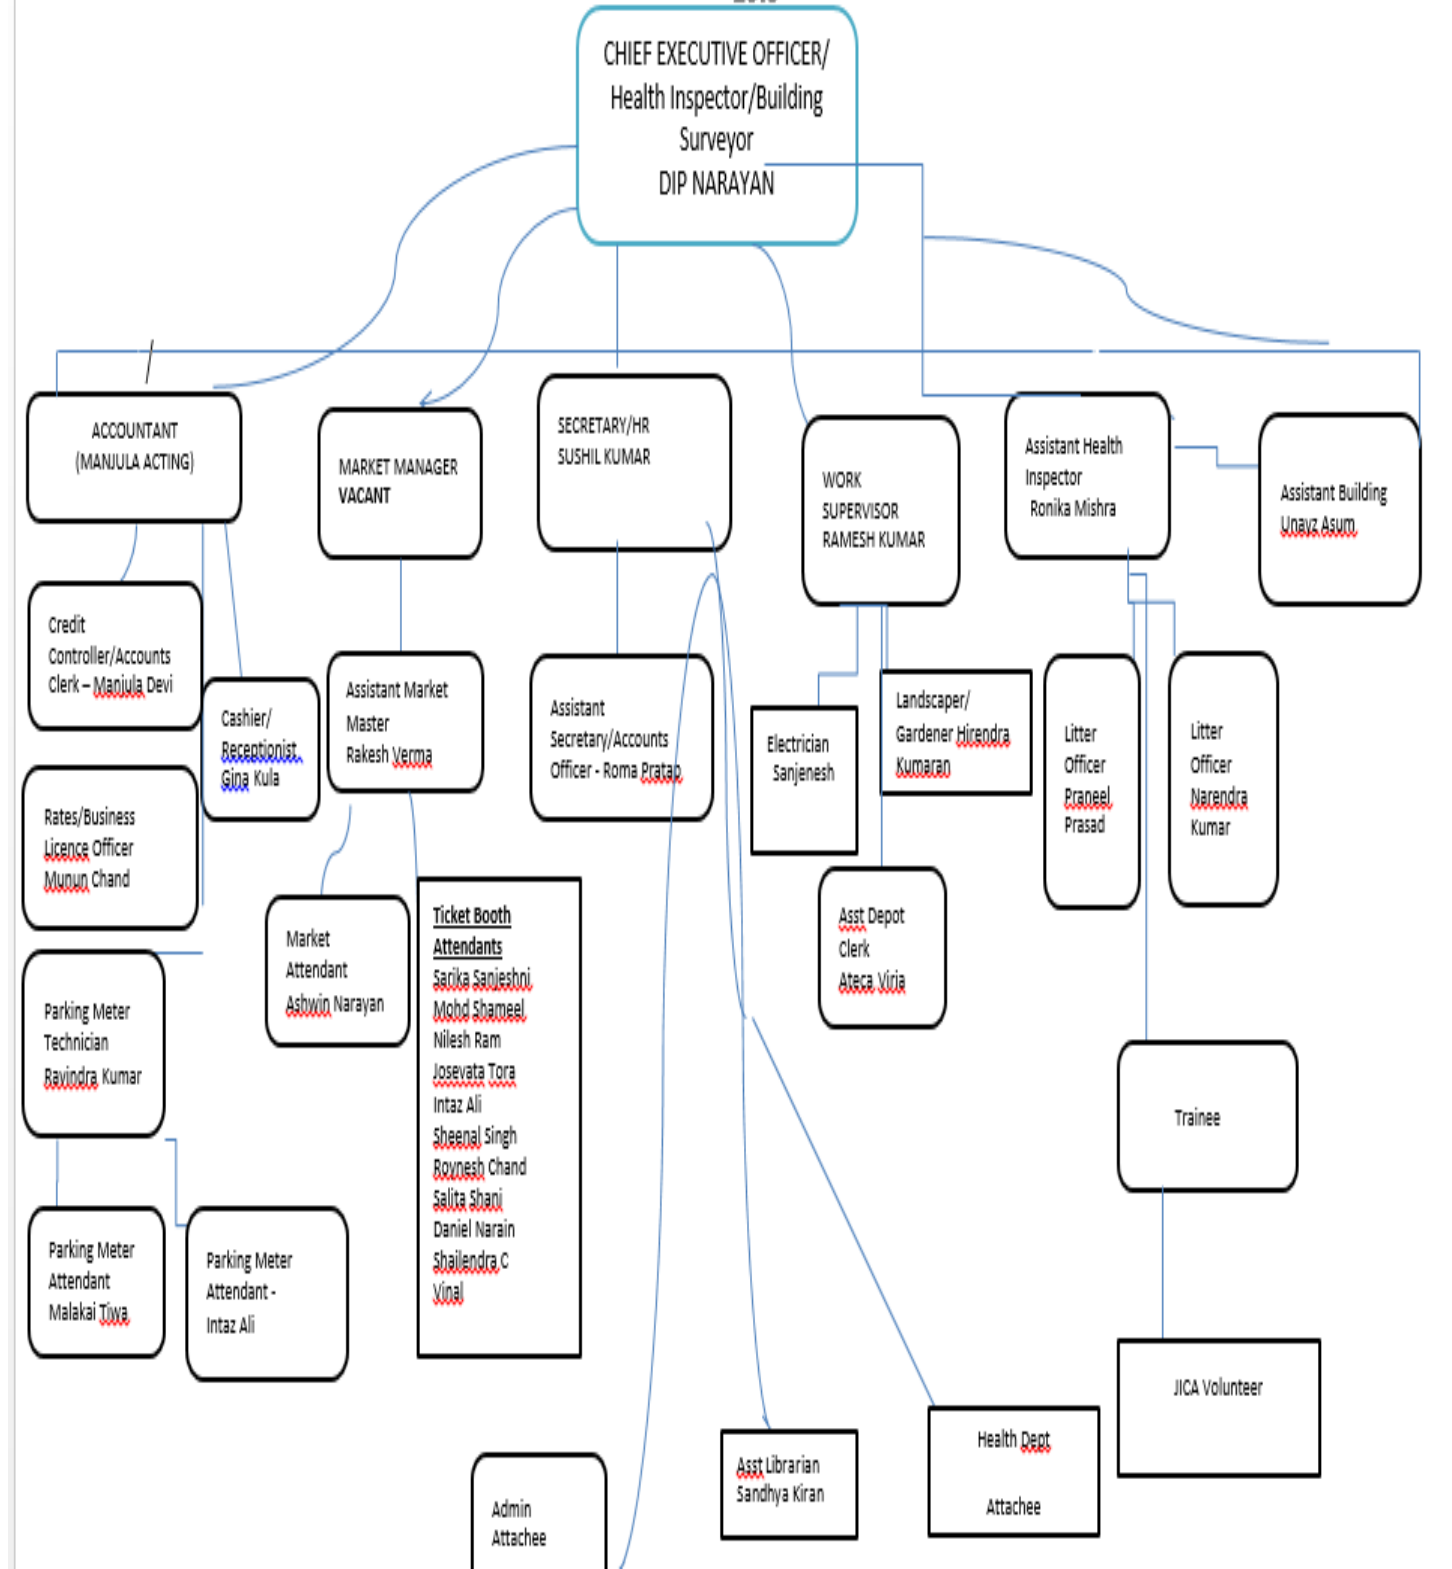 CHIEF EXECUTIVE OFFICER/
Health Inspector/Building
Surveyor
DIP NARAYAN
ACCOUNTANT
(MANJULA ACTING)
MARKET MANAGER
VACANT
SECRETARY/HR
SUSHIL KUMAR
WORK
SUPERVISOR
RAMESH KUMAR
Assistant Health
Inspector
Ronika Mishra
Assistant Building
Unayz Asum
Credit
Controller/Accounts
Clerk – Manjula Devi
Cashier/
Receptionist
Gina Kula
Assistant Market
Master
Rakesh Verma
Assistant
Secretary/Accounts
Officer - Roma Pratap
Electrician
Sanjenesh
Landscaper/
Gardener Hirendra
Kumaran
Litter
Officer
Praneel
Prasad
Litter
Officer
Narendra
Kumar
Rates/Business
Licence Officer
Munun Chand
Market
Attendant
Ashwin Narayan
Ticket Booth
Attendants
Sarika Sanjeshni
Mohd Shameel
Nilesh Ram
Josevata Tora
Intaz Ali
Sheenal Singh
Roynesh Chand
Salita Shani
Daniel Narain
Shailendra C
Vinal
Asst Depot
Clerk
Ateca Viria
Parking Meter
Technician
Ravindra Kumar
Trainee
Parking Meter
Attendant
Malakai Tiwa
Parking Meter
Attendant -
Intaz Ali
JICA Volunteer
Health Dept
Attachee
Asst Librarian
Sandhya Kiran
Admin
Attachee